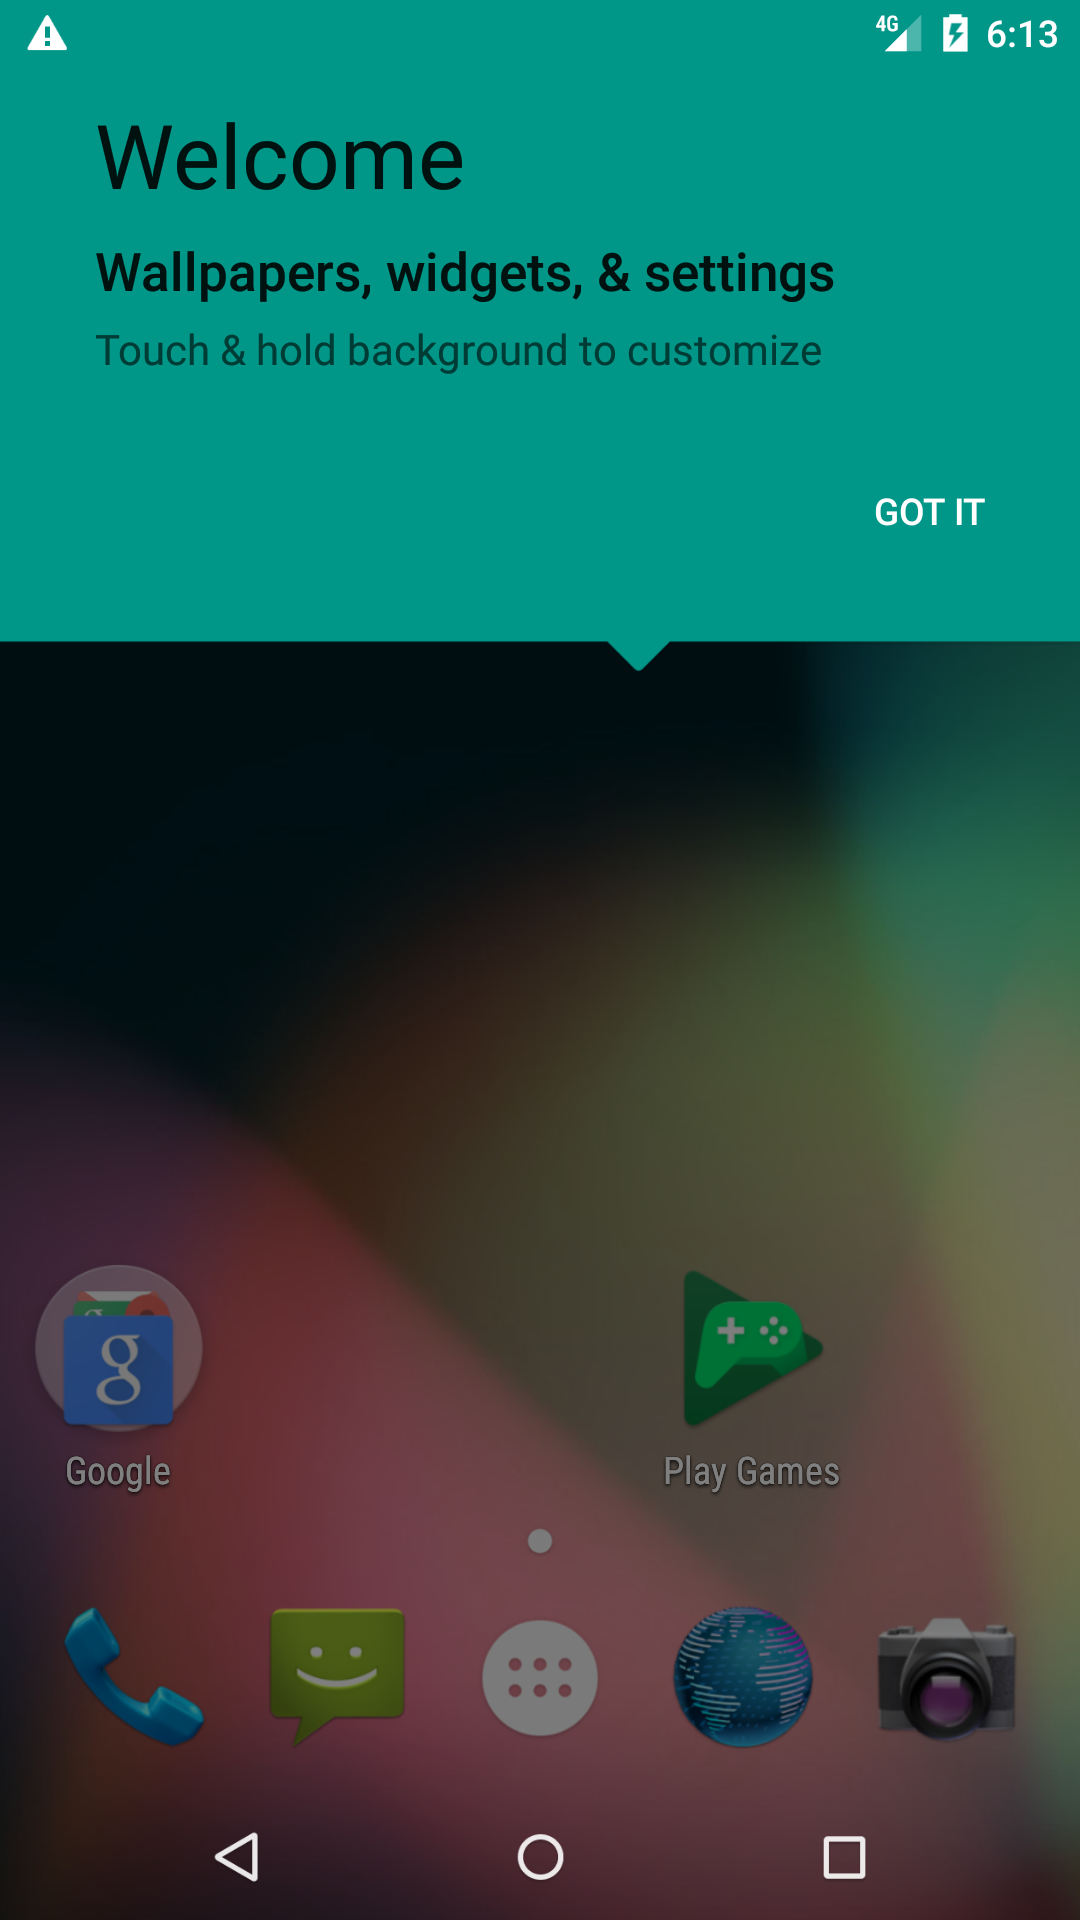 4G 6:13
Welcome
Wallpapers, widgets, & settings
Touch & hold background to customize
GOT IT
g
Google
Play Games